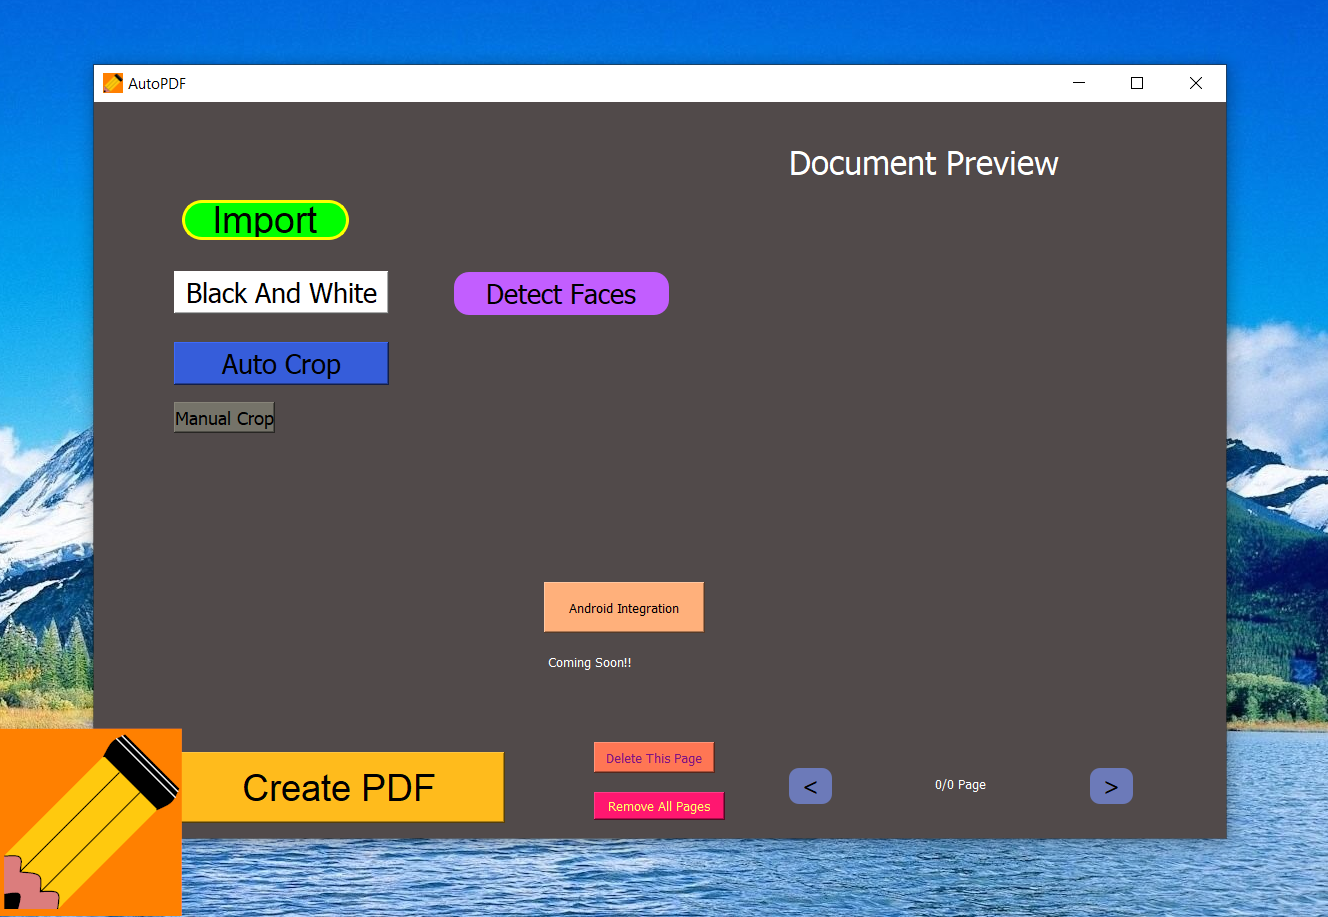 AutoPDF
Document Preview
Import
Black And White
Detect Faces
Auto Crop
Manual Crop
Android Integration
Coming Soon!!
Delete This Page
Create PDF
<
0/0 Page
>
Remove All Pages